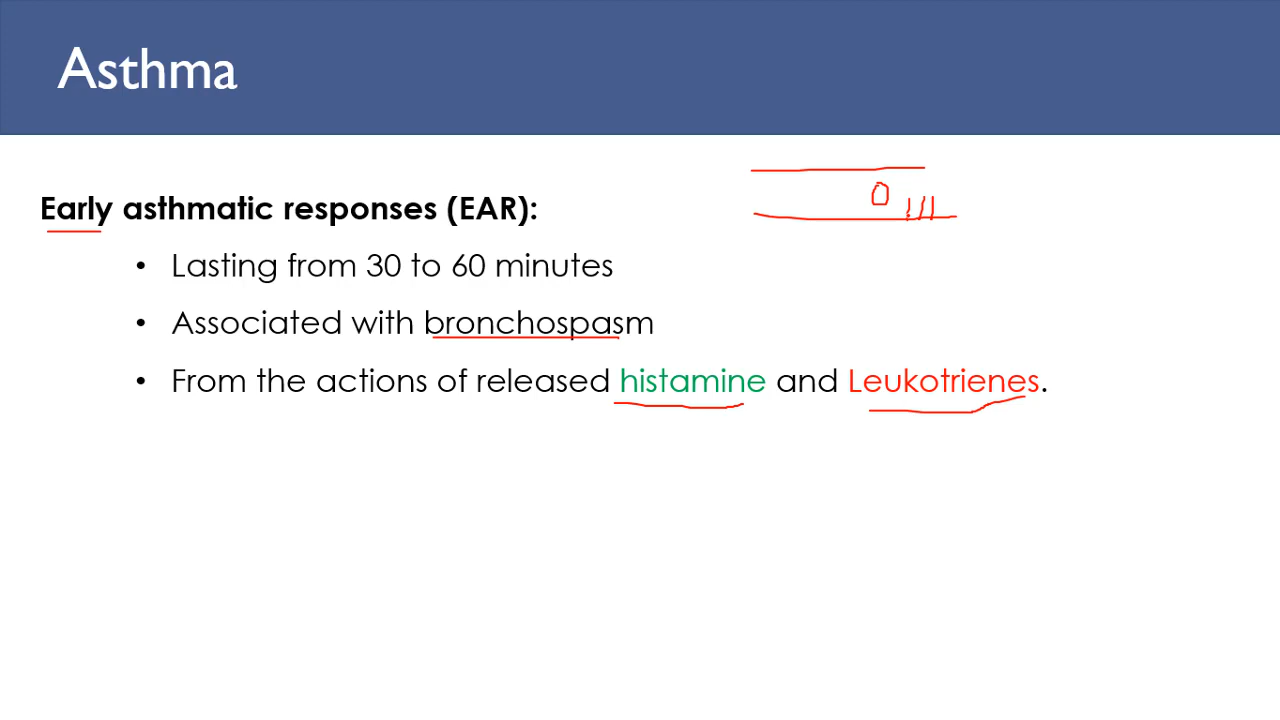 Asthma
Early asthmatic responses (EAR):
• Lasting from 30 to 60 minutes
• Associated with bronchospasm
• From the actions of released histamine and Leukotrienes.